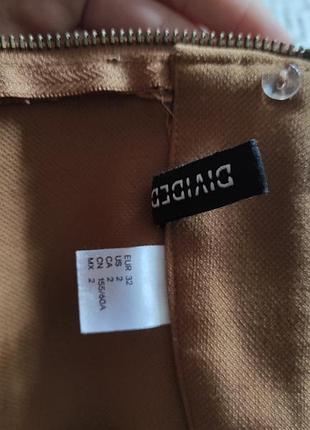 DIVIDED
EUR 32
US 2
CA 2
CN 155/60A
MX 2